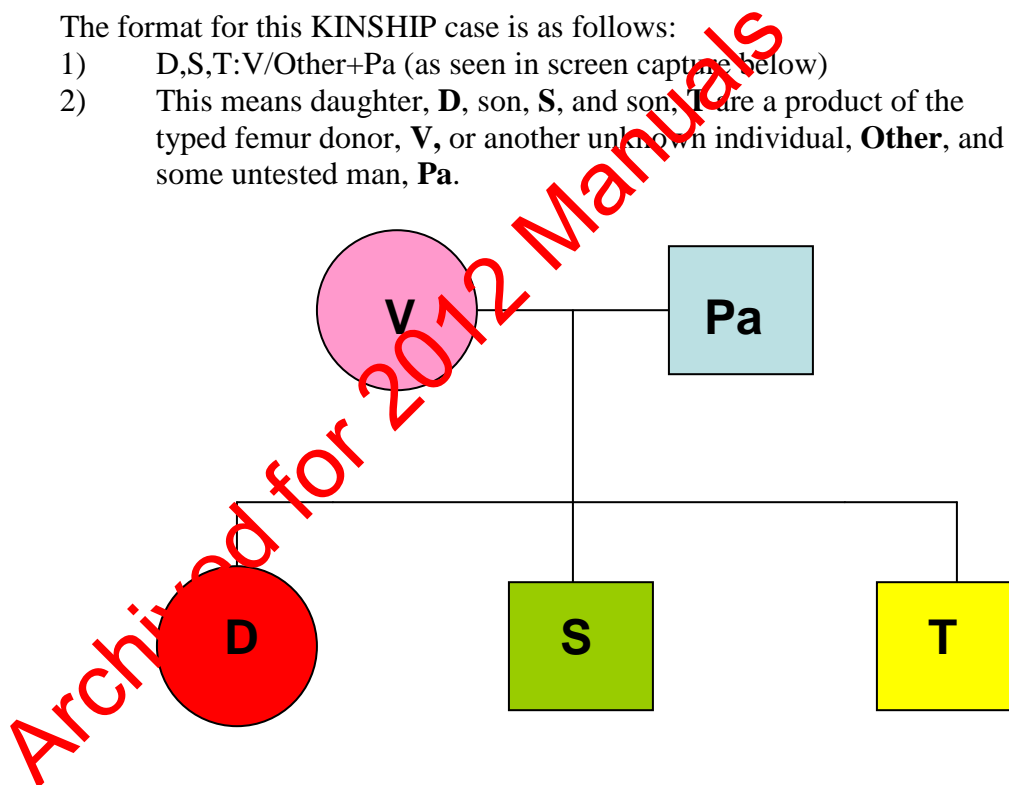 The format for this KINSHIP case is as follows:
1) D,S,T:V/Other+Pa (as seen in screen capture below)
2) This means daughter, D, son, S, and son, T are a product of the
typed femur donor, V, or another unknown individual, Other, and
some untested man, Pa.
V
Pa
D
S
T
Archived for 2012 Manuals